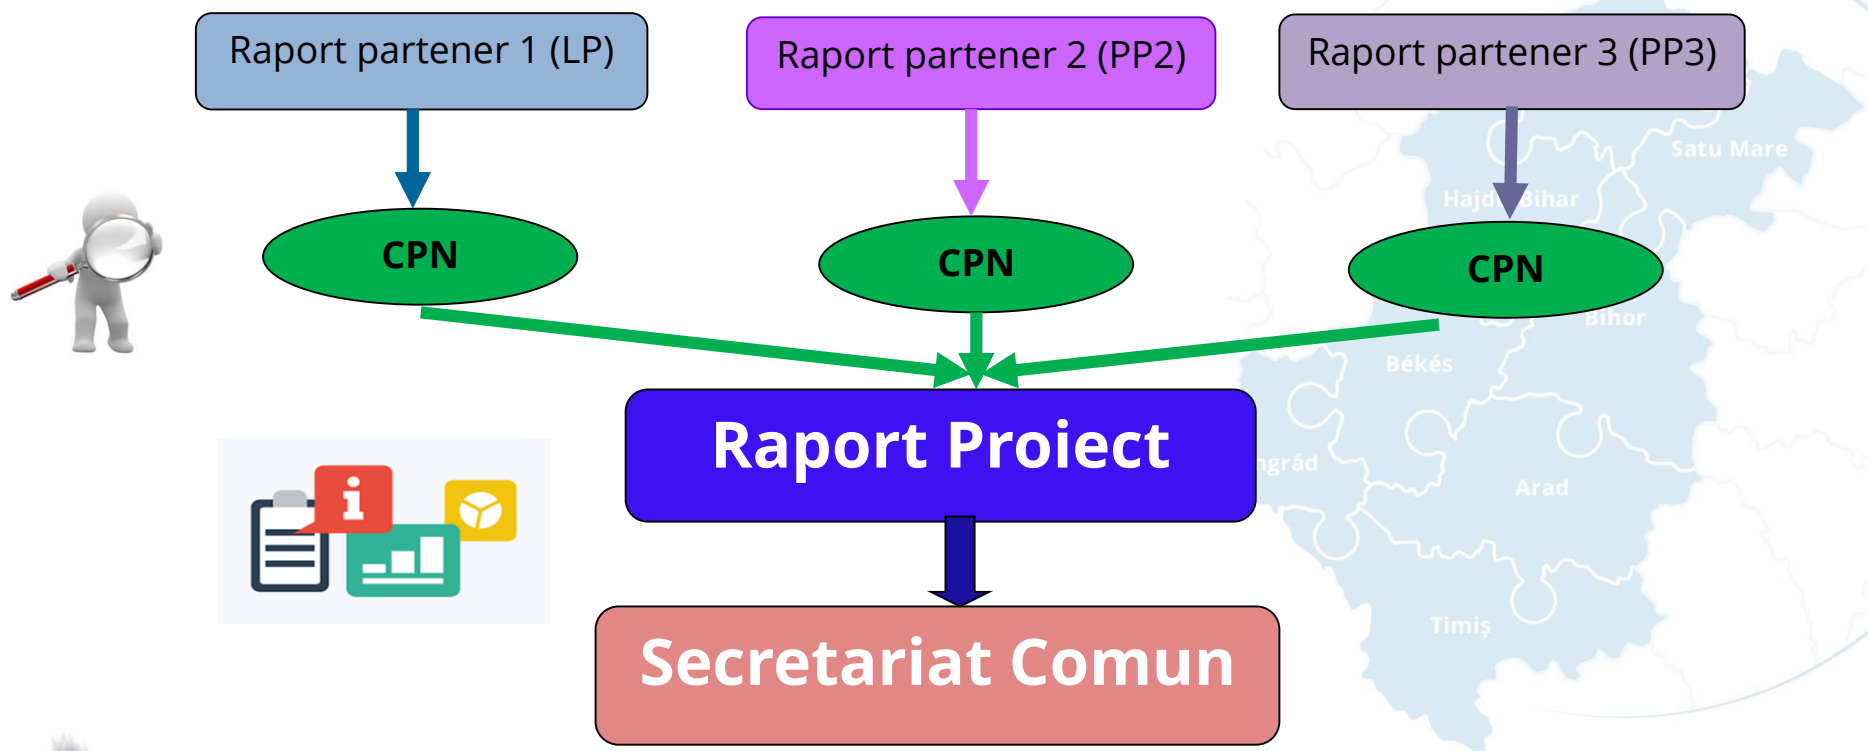 Raport partener 1 (LP)
Raport partener 2 (PP2)
Raport partener 3 (PP3)
Satu Mare
CPN
CPN
CPN
Bihor
Békés
Raport Proiect
Arad
Timiș
Secretariat Comun